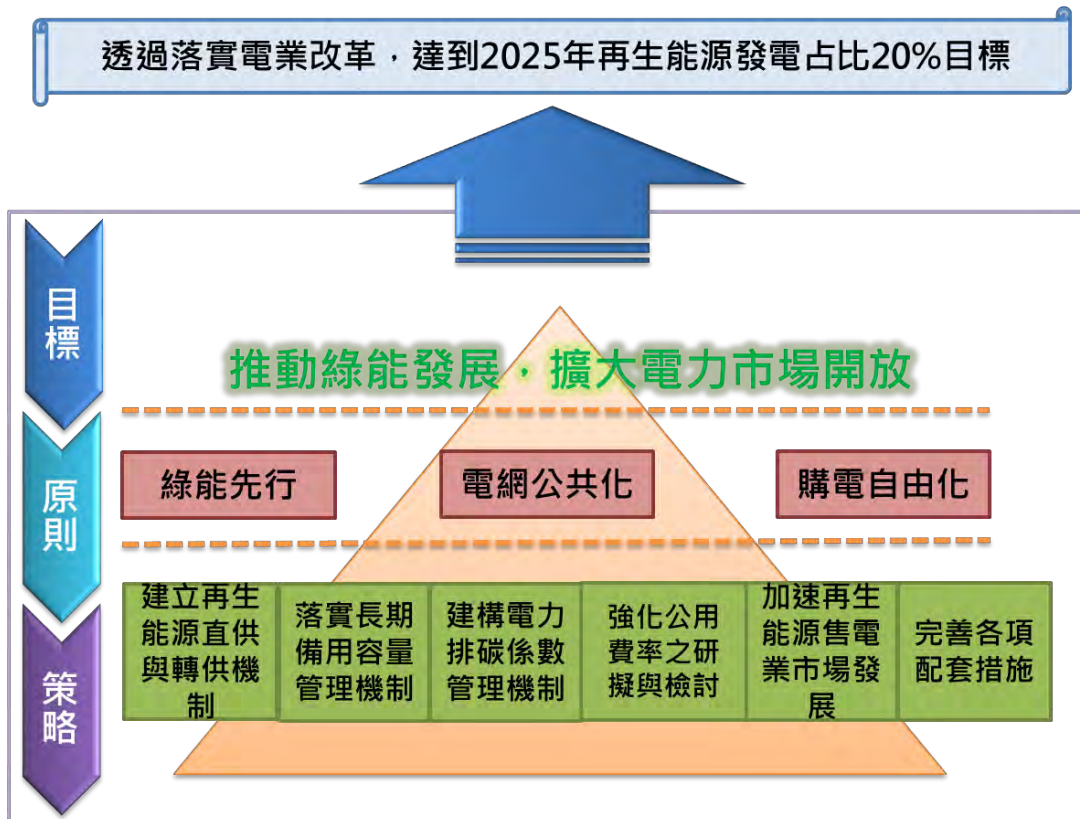 透過落實電業改革，達到2025年再生能源發電占比20%目標
目標
推動綠能發展，擴大電力市場開放
原則
綠能先行
電網公共化
購電自由化
策略
建立再生
能源直供
與轉供機
制
落實長期
備用容量
管理機制
建構電力
排碳係數
管理機制
強化公用
費率之研
擬與檢討
加速再生
能源售電
業市場發
展
完善各項
配套措施